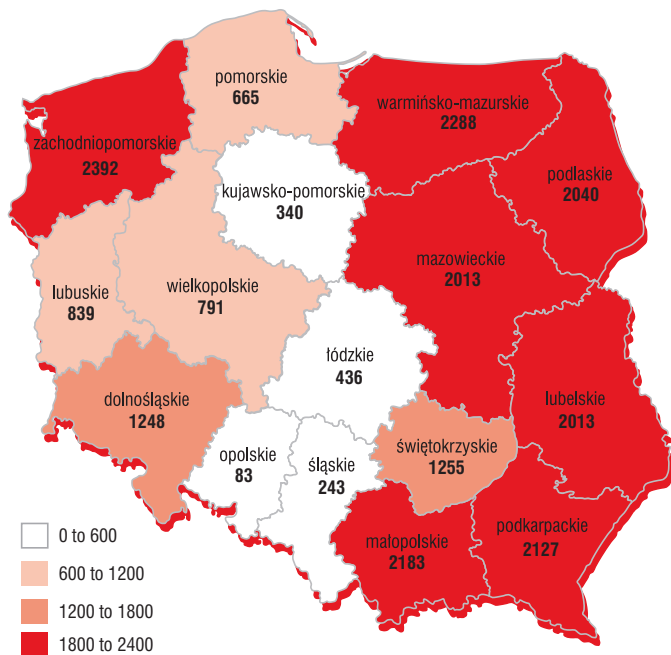 pomorskie
665
warmińsko-mazurskie
2288
zachodniopomorskie
2392
podlaskie
2040
kujawsko-pomorskie
340
mazowieckie
2013
wielkopolskie
791
lubuskie
839
łódzkie
436
dolnośląskie
1248
lubelskie
2013
opolskie
83
śląskie
243
świętokrzyskie
1255
małopolskie
2183
podkarpackie
2127
0 to 600
600 to 1200
1200 to 1800
1800 to 2400